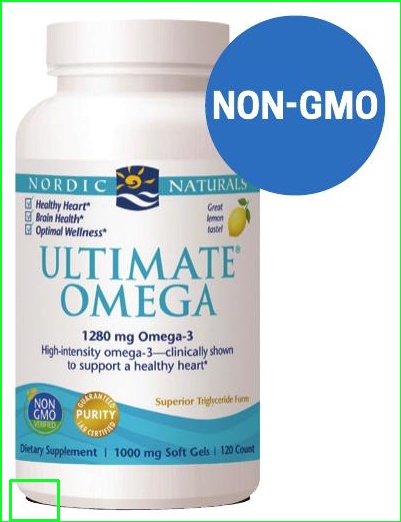 NON-GMO
NORDIC NATURALS
Healthy Heart*
Brain Health*
Optimal Wellness*
Great
lemon
taste!
ULTIMATE®
OMEGA
1280 mg Omega-3
High-intensity omega-3—clinically shown
to support a healthy heart*
Superior Triglyceride Form
NON
GMO
VERIFIED
GUARANTEED
PURITY
LAB CERTIFIED
Dietary Supplement | 1000 mg Soft Gels | 120 Count